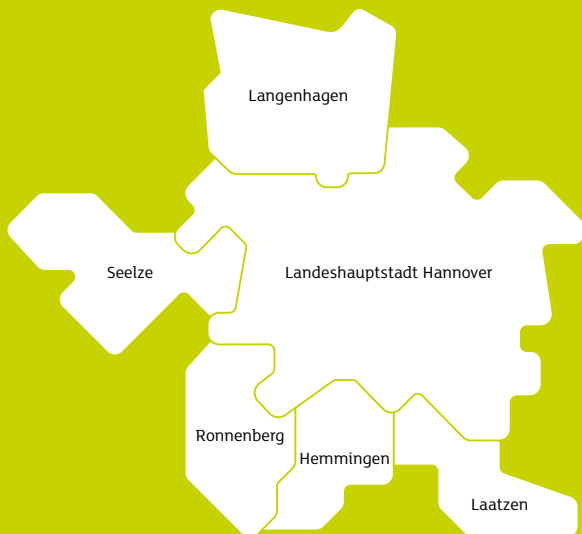 Langenhagen
Seelze
Landeshauptstadt Hannover
Ronnenberg
Hemmingen
Laatzen